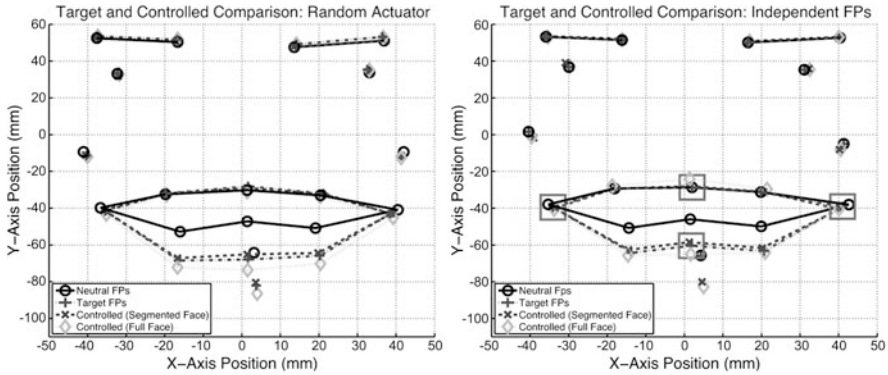 Target and Controlled Comparison: Random Actuator
60
40
20
0
-20
-40
-60
-80
-100
Y-Axis Position (mm)
Neutral FPs
Target FPs
Controlled (Segmented Face)
Controlled (Full Face)
-50 -40 -30 -20 -10 0 10 20 30 40 50
X-Axis Position (mm)
Target and Controlled Comparison: Independent FPs
60
40
20
0
-20
-40
-60
-80
-100
Y-Axis Position (mm)
Neutral FPs
Target FPs
Controlled (Segmented Face)
Controlled (Full Face)
-50 -40 -30 -20 -10 0 10 20 30 40 50
X-Axis Position (mm)